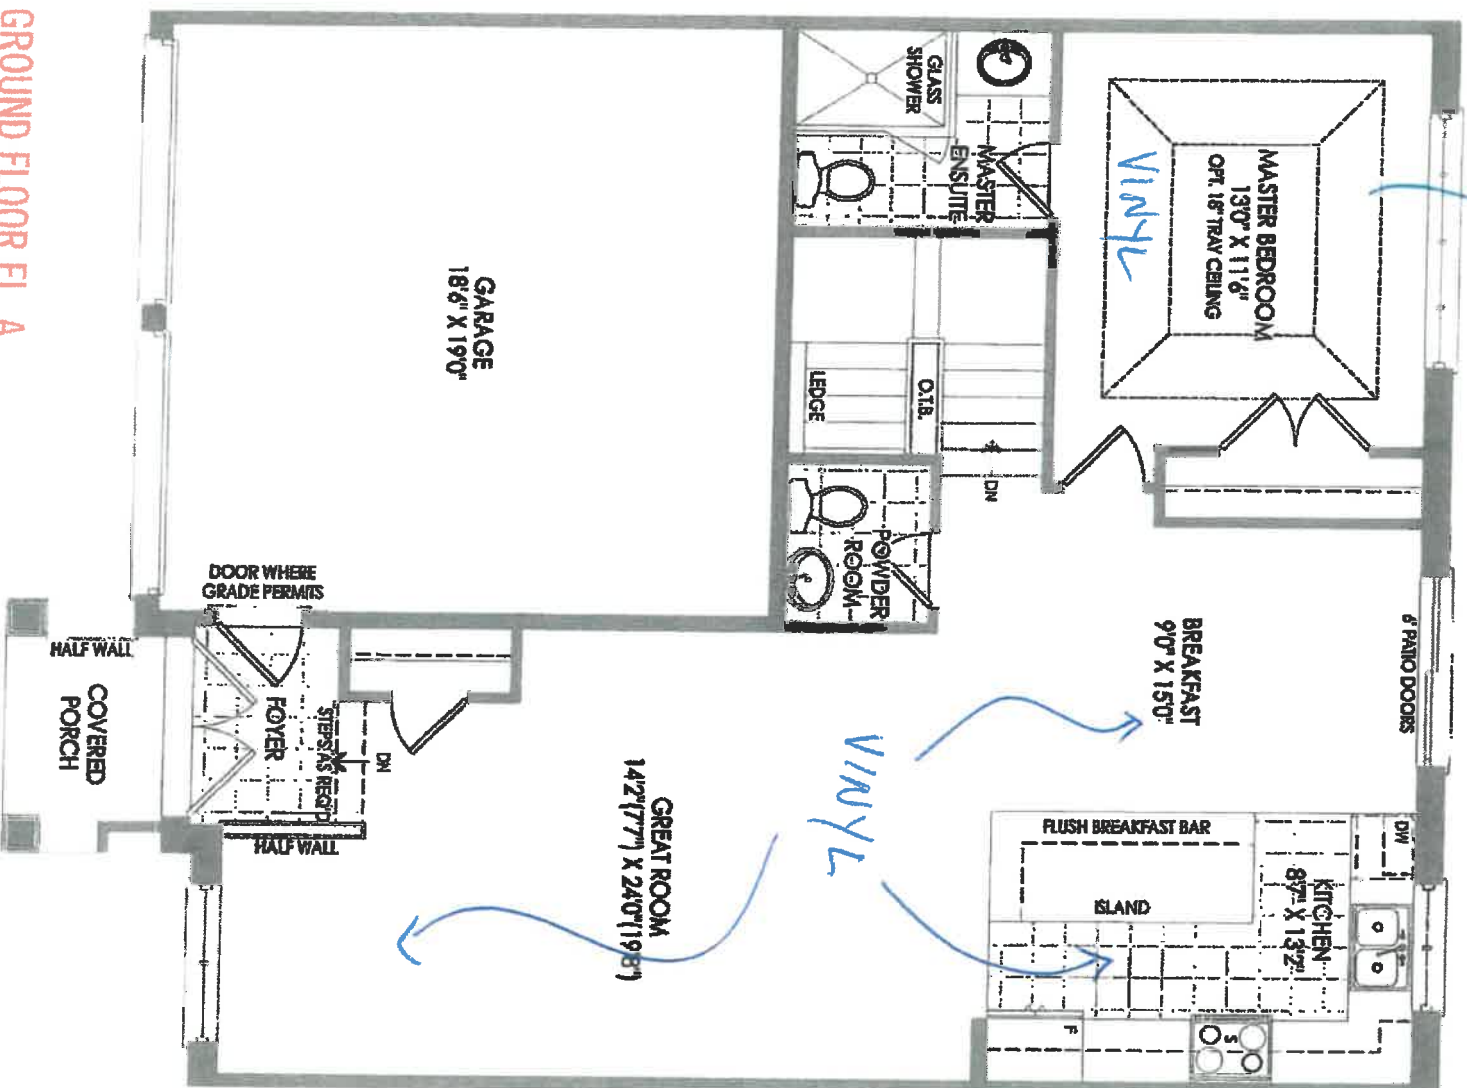 GROUND FLOOR EL A
GLASS
SHOWER
MASTER
ENSUITE
MASTER BEDROOM
13'0" X 11'6"
OPT. 18" TRAY CEILING
VINYL
GARAGE
18'6" X 19'0"
LEDGE
O.T.B.
DN
POWDER
ROOM
BREAKFAST
9'0" X 15'0"
6' PATIO DOORS
DOOR WHERE
GRADE PERMITS
HALF WALL
COVERED
PORCH
FOYER
STEPS AS REQ'D
DN
HALF WALL
GREAT ROOM
14'2"(7'7") X 24'0"(19'8")
VINYL
FLUSH BREAKFAST BAR
ISLAND
KITCHEN
8'7" X 13'2"
DW
F
S